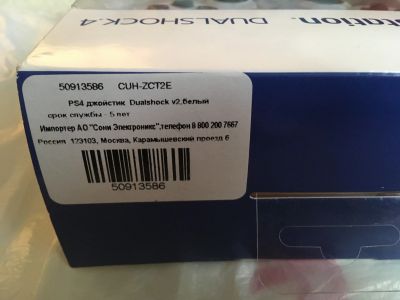 DUALSHOCK.4
station.
50913586 CUH-ZCT2E
PS4 джойстик Dualshock v2,белый
срок службы - 5 лет
Импортер АО "Сони Электроникс",телефон 8 800 200 7667
Россия 123103, Москва, Карамышевский проезд 6
50913586